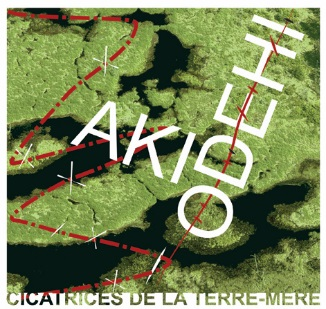 AKI
ODEHI
CICATRICES DE LA TERRE-MÈRE